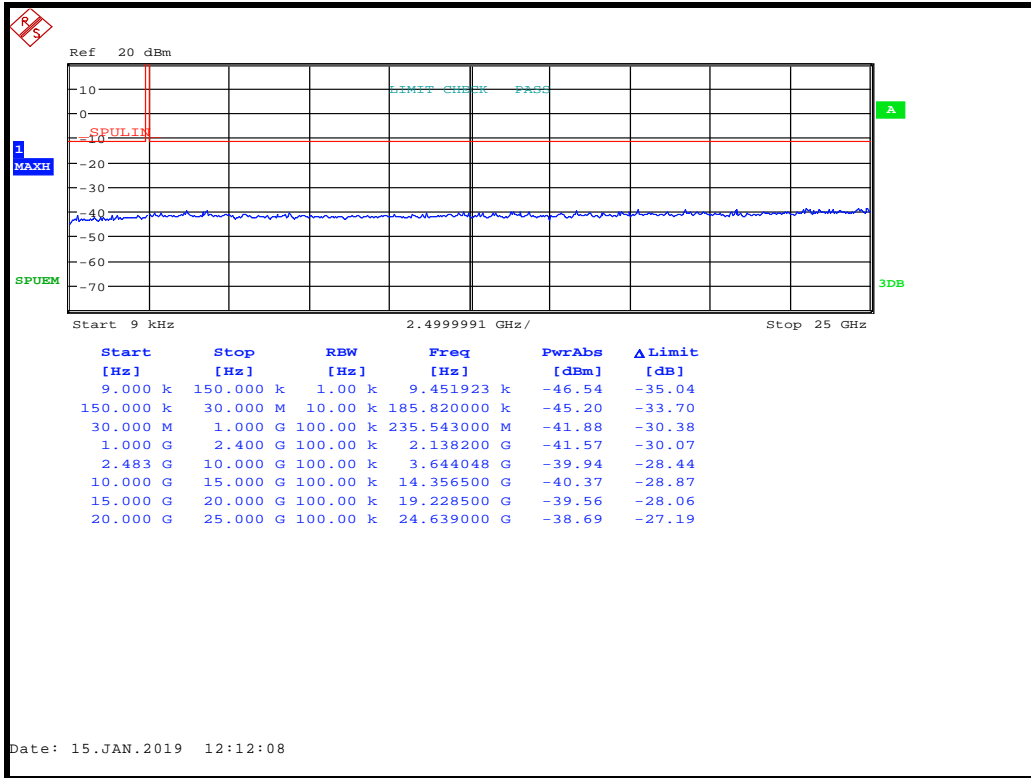 R S
Ref 20 dBm
10
LIMIT CHECK PASS
A
0
SPULIN
-10
1
MAXH
-20
-30
-40
-50
-60
SPUEM
-70
3DB
Start 9 kHz 2.4999991 GHz/ Stop 25 GHz
Start Stop RBW Freq PwrAbs ΔLimit
[Hz] [Hz] [Hz] [Hz] [dBm] [dB]
9.000 k 150.000 k 1.00 k 9.451923 k -46.54 -35.04
150.000 k 30.000 M 10.00 k 185.820000 k -45.20 -33.70
30.000 M 1.000 G 100.00 k 235.543000 M -41.88 -30.38
1.000 G 2.400 G 100.00 k 2.138200 G -41.57 -30.07
2.483 G 10.000 G 100.00 k 3.644048 G -39.94 -28.44
10.000 G 15.000 G 100.00 k 14.356500 G -40.37 -28.87
15.000 G 20.000 G 100.00 k 19.228500 G -39.56 -28.06
20.000 G 25.000 G 100.00 k 24.639000 G -38.69 -27.19
Date: 15.JAN.2019 12:12:08